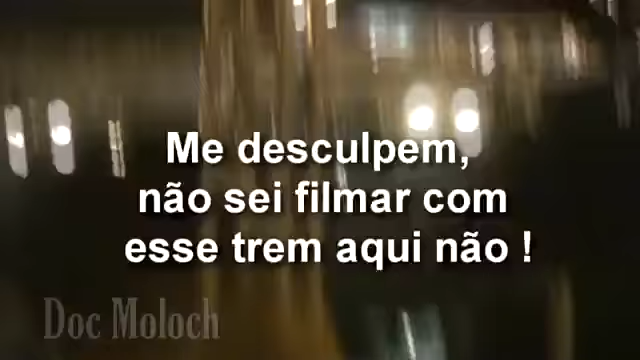 Me desculpem,
não sei filmar com
esse trem aqui não !
Doc Moloch